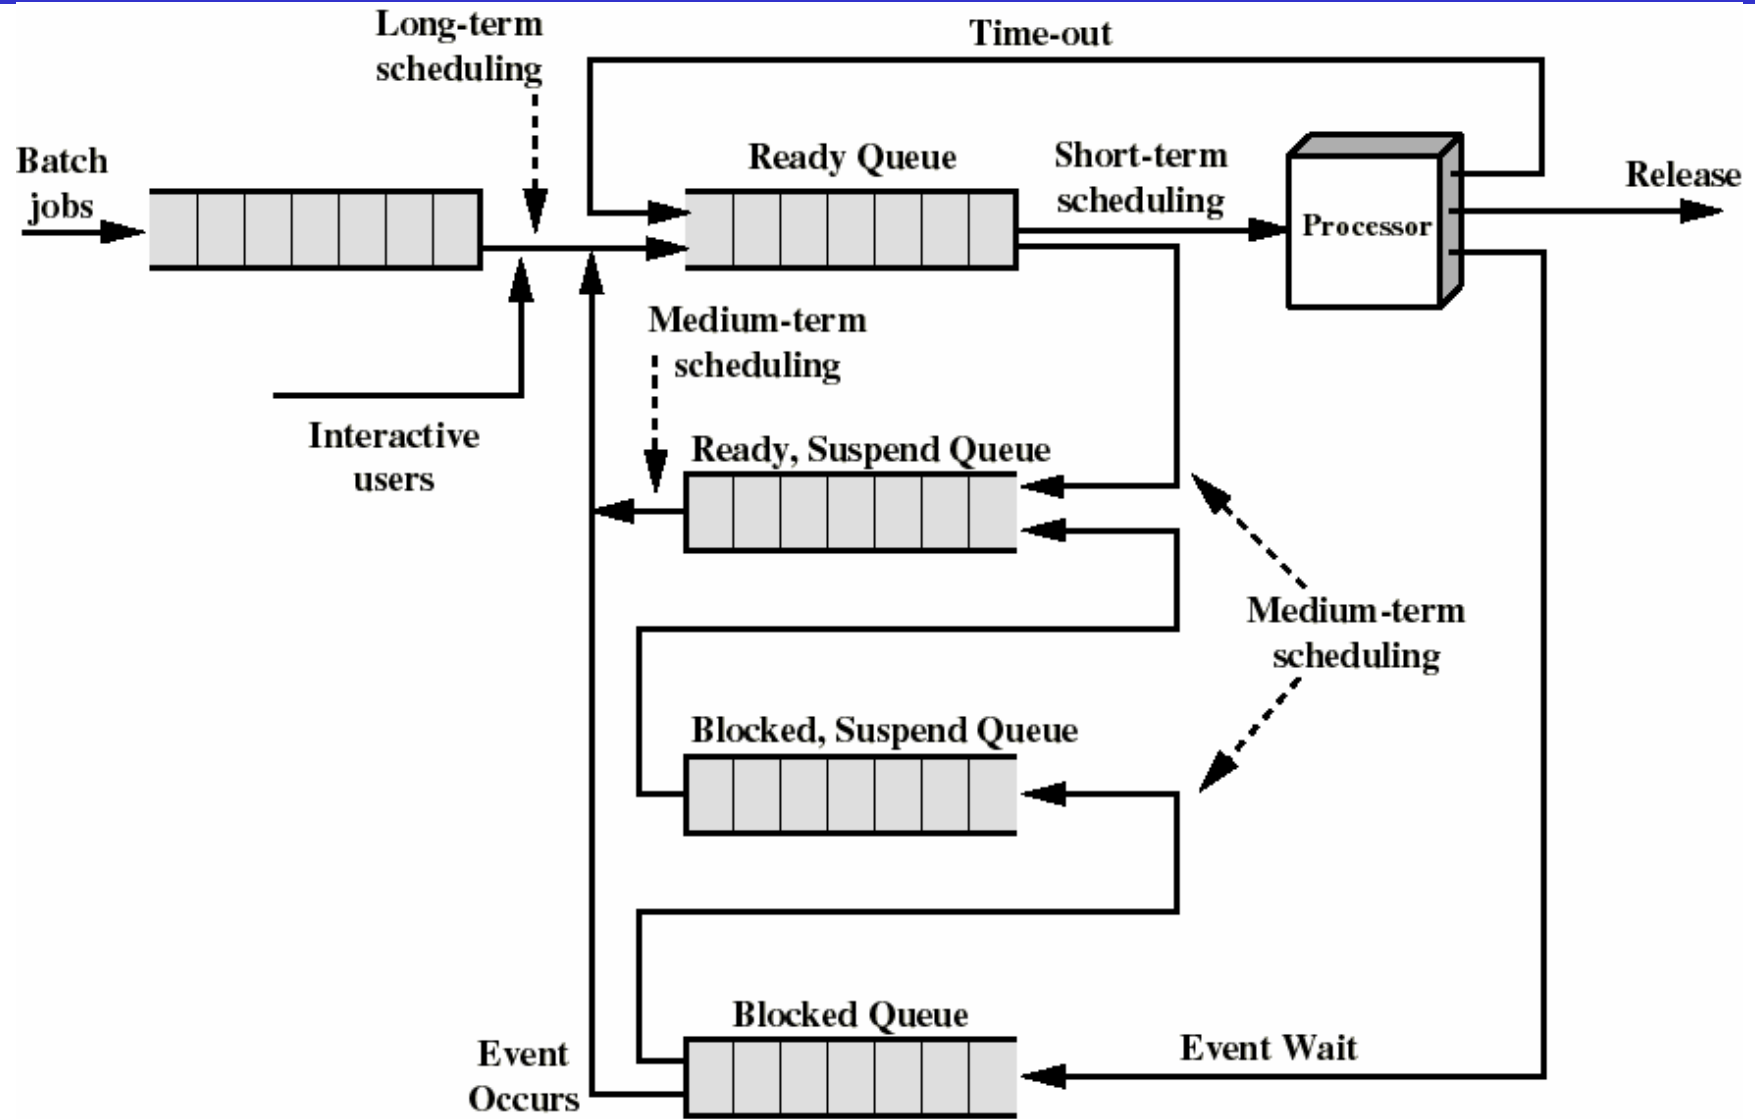 Long-term
scheduling
Time-out
Batch
jobs
Ready Queue
Short-term
scheduling
Processor
Release
Medium-term
scheduling
Interactive
users
Ready, Suspend Queue
Medium-term
scheduling
Blocked, Suspend Queue
Blocked Queue
Event
Occurs
Event Wait